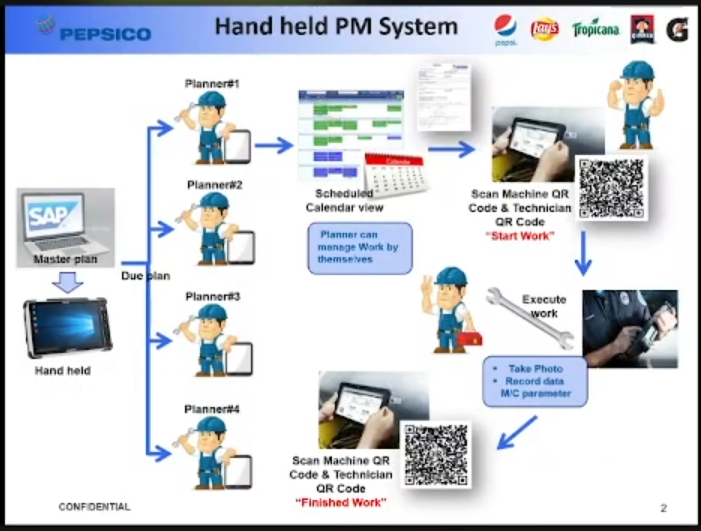 PEPSICO
Hand held PM System
pepsi
Lay's
Tropicana
QUAKER
G
Planner#1
Planner#2
Planner#3
Planner#4
SAP
Master plan
Due plan
Hand held
Calendar
Scheduled
Calendar view
Planner can
manage Work by
themselves
Scan Machine QR
Code & Technician
QR Code
"Start Work"
Execute
work
• Take Photo
• Record data
M/C parameter
Scan Machine QR
Code & Technician
QR Code
"Finished Work"
CONFIDENTIAL
2